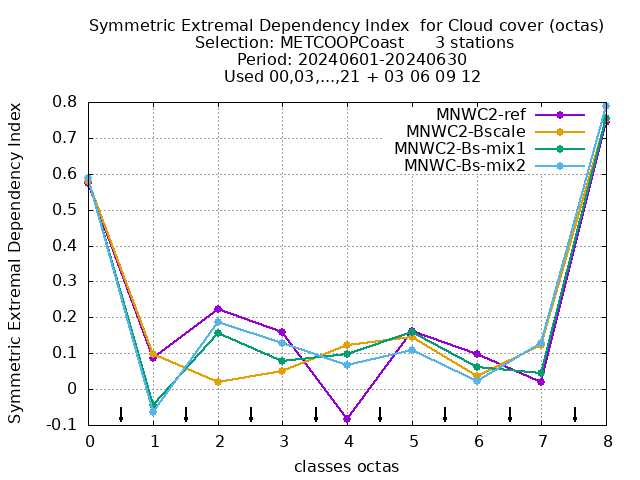 Symmetric Extremal Dependency Index  for Cloud cover (octas)
Selection: METCOOPCoast      3 stations
Period: 20240601-20240630
Used 00,03,...,21 + 03 06 09 12
MNWC2-ref
MNWC2-Bscale
MNWC2-Bs-mix1
MNWC-Bs-mix2
Symmetric Extremal Dependency Index
0.8
0.7
0.6
0.5
0.4
0.3
0.2
0.1
0
-0.1
0 1 2 3 4 5 6 7 8
classes octas